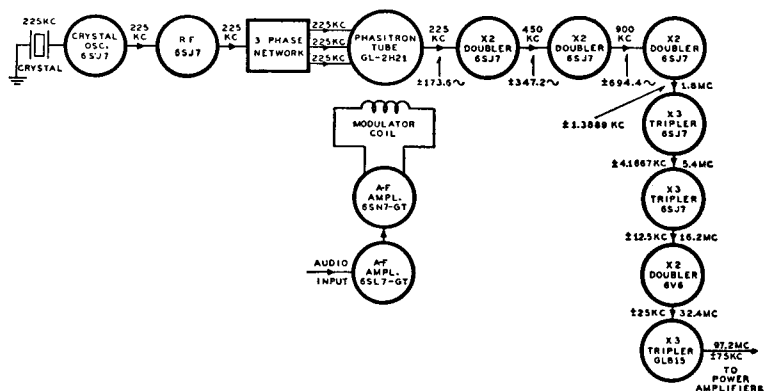 225KC
CRYSTAL
CRYSTAL
OSC.
6SJ7
225
KC
R F
6SJ7
225
KC
3 PHASE
NETWORK
225KC
225KC
225KC
PHASITRON
TUBE
GL-2H21
225
KC
±173.6~
X2
DOUBLER
6SJ7
450
KC
±347.2~
X2
DOUBLER
6SJ7
900
KC
±694.4~
X2
DOUBLER
6SJ7
±1.3889 KC
1.8MC
X3
TRIPLER
6SJ7
±4.1667KC
5.4MC
X3
TRIPLER
6SJ7
±12.5KC
16.2MC
X2
DOUBLER
6V6
±25KC
32.4MC
X3
TRIPLER
GL815
97.2MC
±75KC
TO
POWER
AMPLIFIERS
MODULATOR
COIL
A-F
AMPL.
6SN7-GT
AUDIO
INPUT
A-F
AMPL.
6SL7-GT